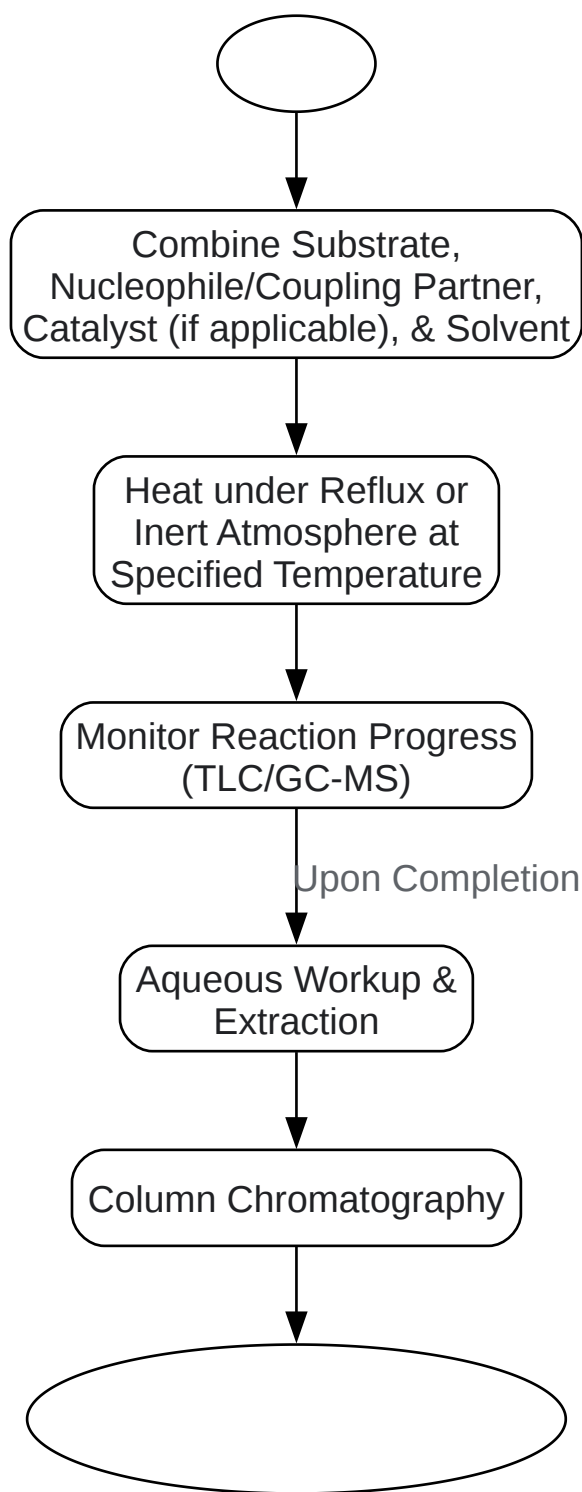 Combine Substrate,
Nucleophile/Coupling Partner,
Catalyst (if applicable), & Solvent
Heat under Reflux or
Inert Atmosphere at
Specified Temperature
Monitor Reaction Progress
(TLC/GC-MS)
Upon Completion
Aqueous Workup &
Extraction
Column Chromatography